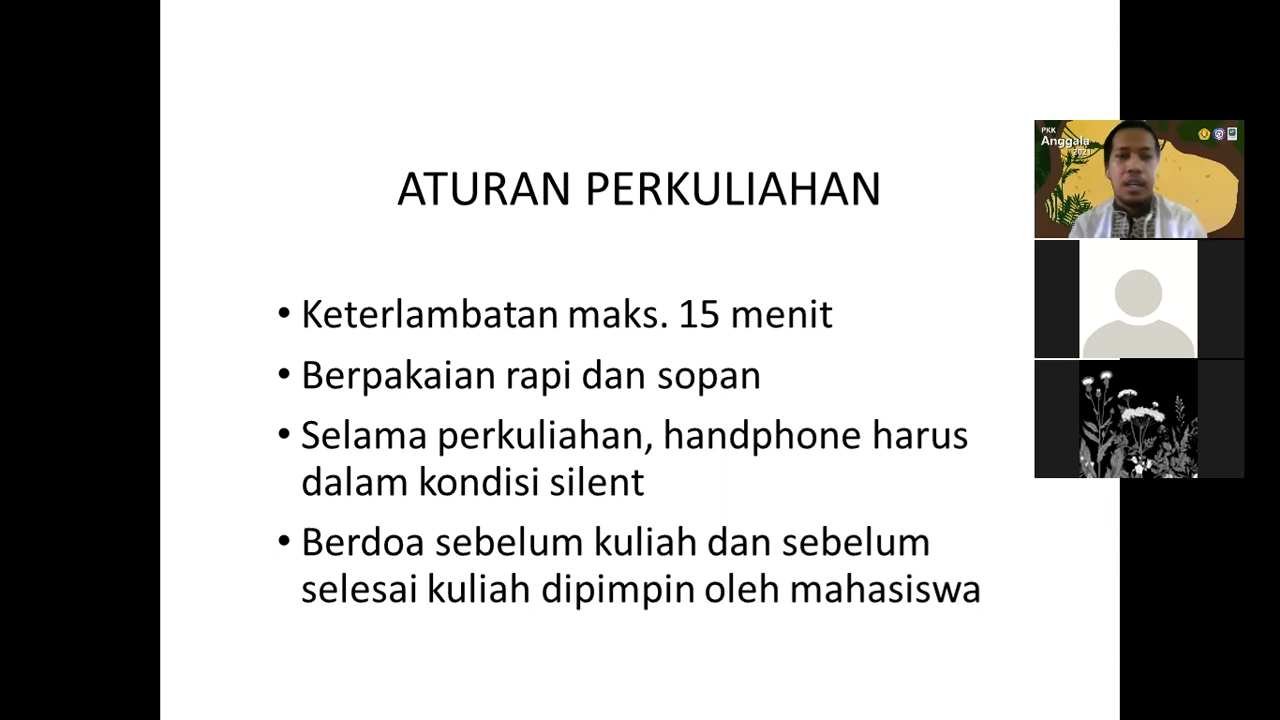 ATURAN PERKULIAHAN
• Keterlambatan maks. 15 menit
• Berpakaian rapi dan sopan
• Selama perkuliahan, handphone harus
dalam kondisi silent
• Berdoa sebelum kuliah dan sebelum
selesai kuliah dipimpin oleh mahasiswa
PKK
Anggala